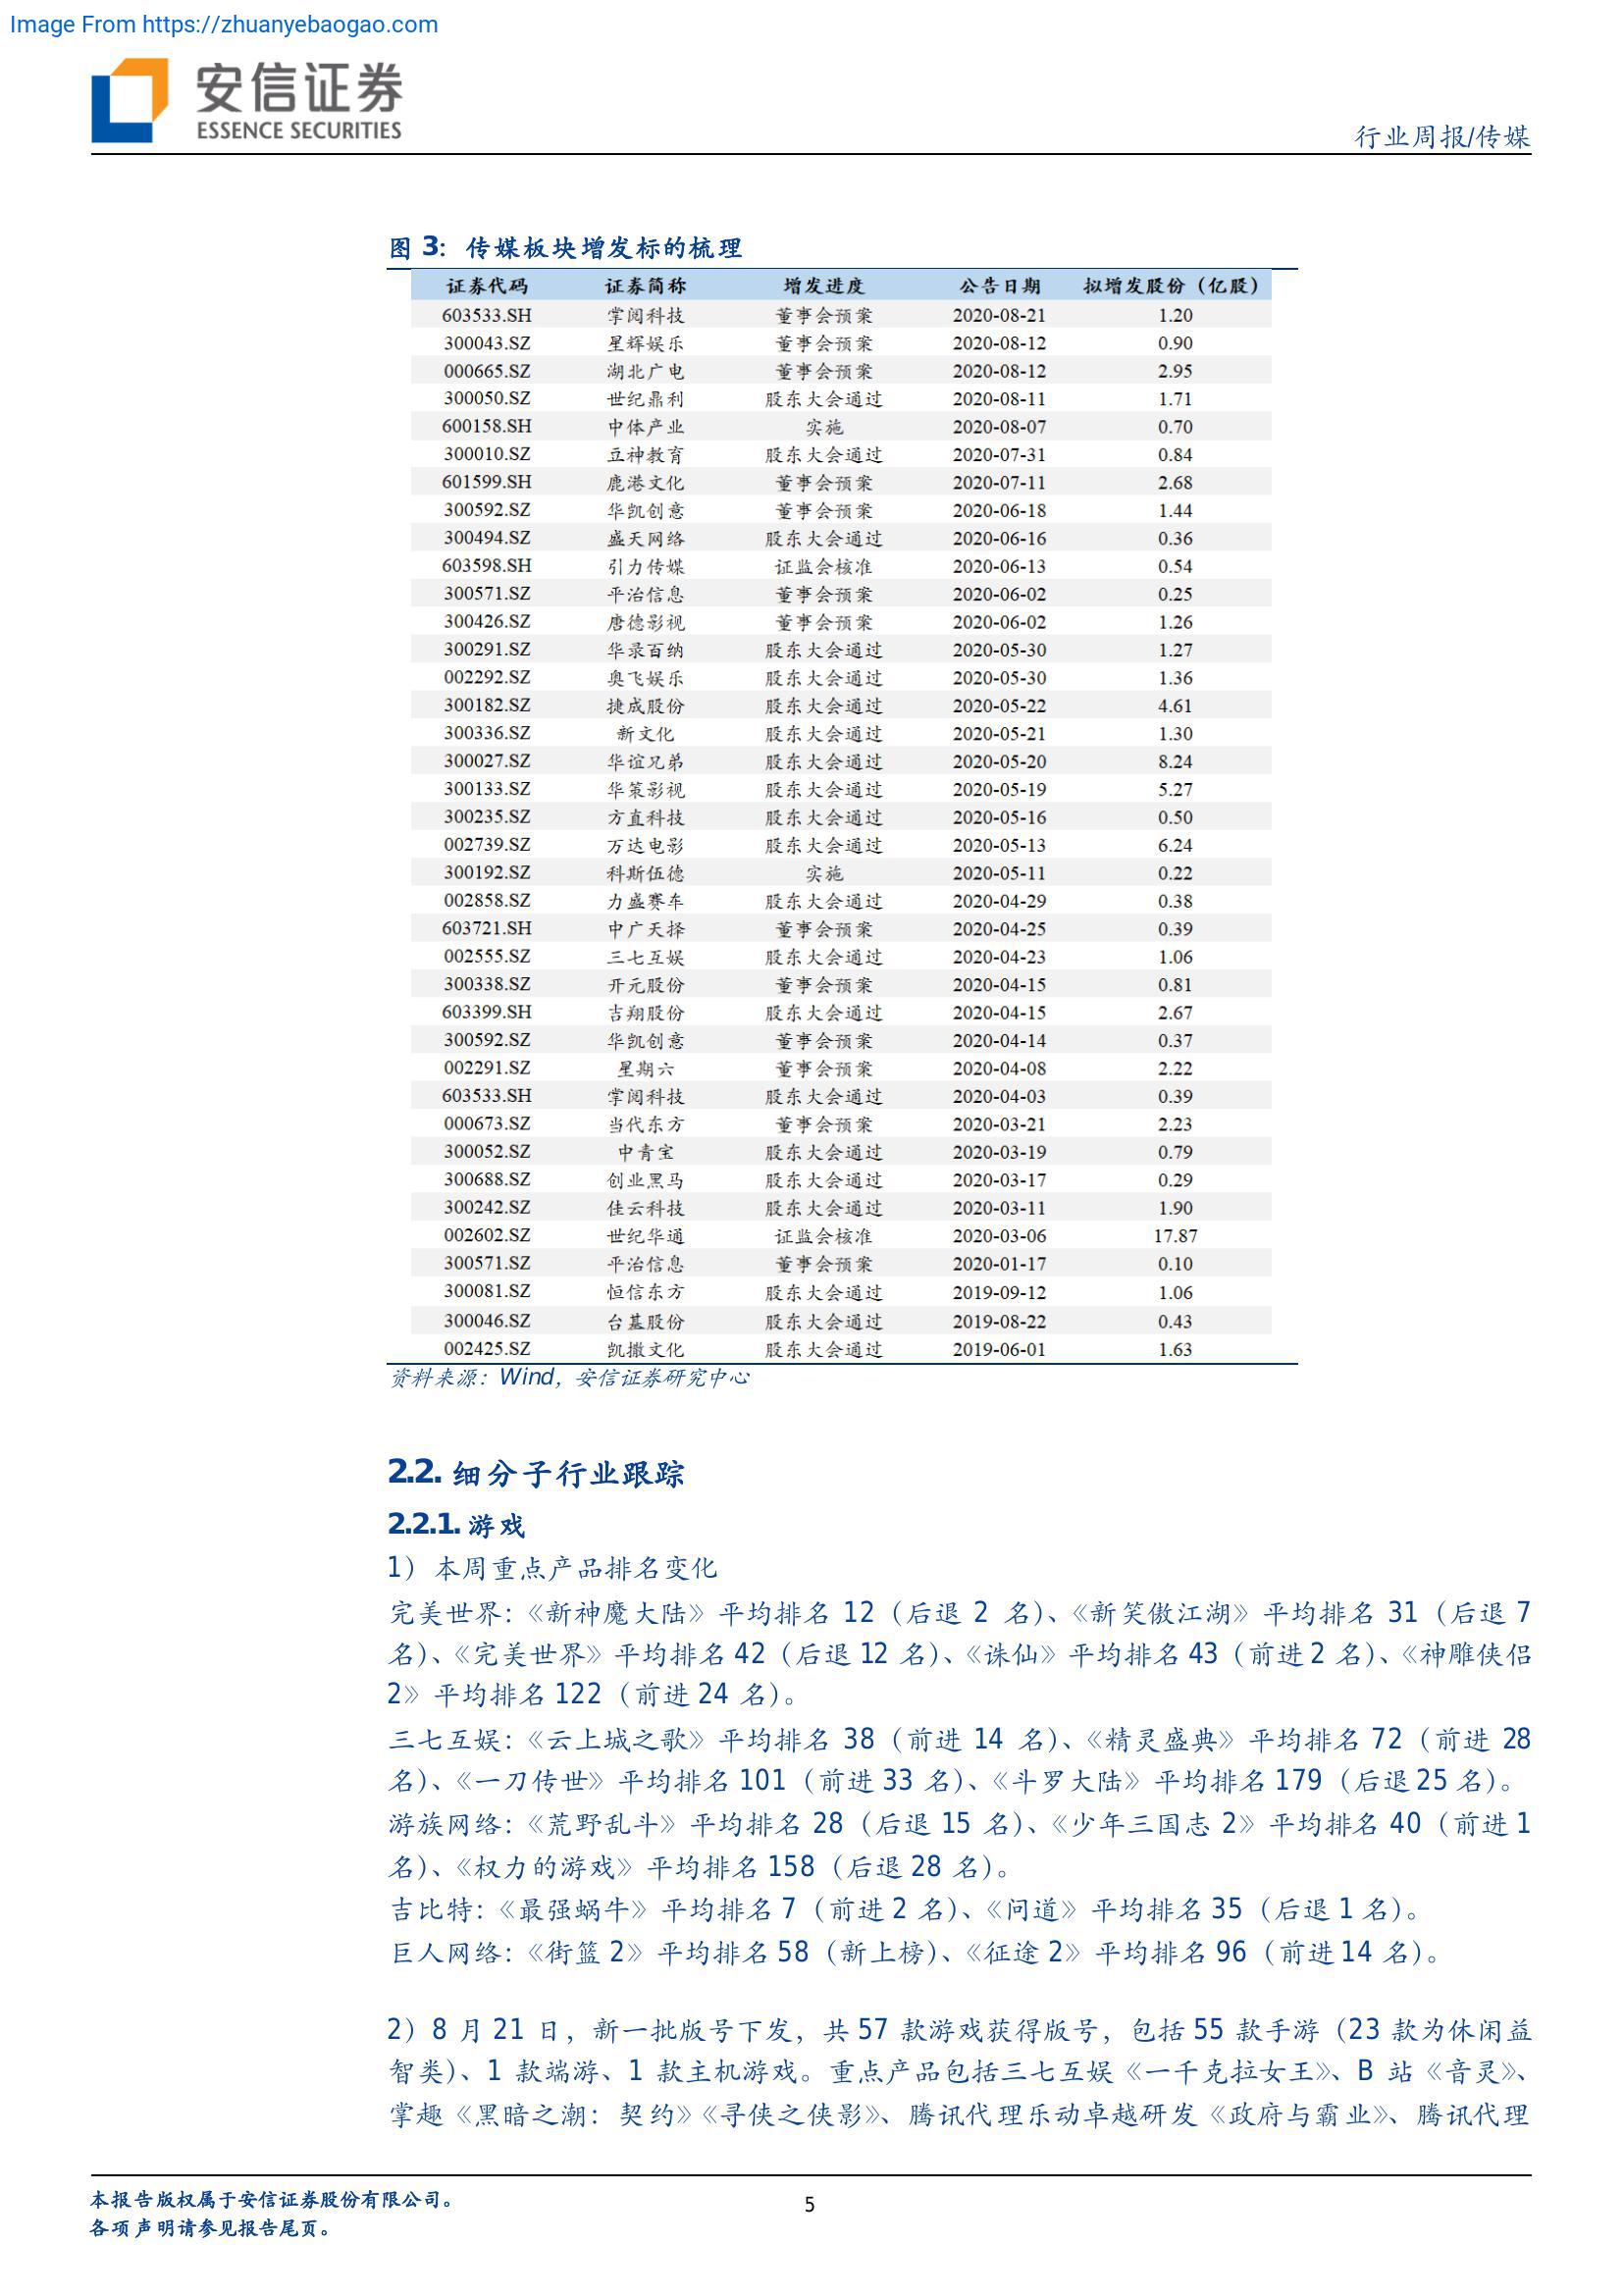 Image From https://zhuanyebaogao.com
安信证券
ESSENCE SECURITIES
行业周报/传媒
图 3：传媒板块增发标的梳理
证券代码 证券简称 增发进度 公告日期 拟增发股份（亿股）
603533.SH 掌阅科技 董事会预案 2020-08-21 1.20
300043.SZ 星辉娱乐 董事会预案 2020-08-12 0.90
000665.SZ 湖北广电 董事会预案 2020-08-12 2.95
300050.SZ 世纪鼎利 股东大会通过 2020-08-11 1.71
600158.SH 中体产业 实施 2020-08-07 0.70
300010.SZ 豆神教育 股东大会通过 2020-07-31 0.84
601599.SH 鹿港文化 董事会预案 2020-07-11 2.68
300592.SZ 华凯创意 董事会预案 2020-06-18 1.44
300494.SZ 盛天网络 股东大会通过 2020-06-16 0.36
603598.SH 引力传媒 证监会核准 2020-06-13 0.54
300571.SZ 平治信息 董事会预案 2020-06-02 0.25
300426.SZ 唐德影视 董事会预案 2020-06-02 1.26
300291.SZ 华录百纳 股东大会通过 2020-05-30 1.27
002292.SZ 奥飞娱乐 股东大会通过 2020-05-30 1.36
300182.SZ 捷成股份 股东大会通过 2020-05-22 4.61
300336.SZ 新文化 股东大会通过 2020-05-21 1.30
300027.SZ 华谊兄弟 股东大会通过 2020-05-20 8.24
300133.SZ 华策影视 股东大会通过 2020-05-19 5.27
300235.SZ 方直科技 股东大会通过 2020-05-16 0.50
002739.SZ 万达电影 股东大会通过 2020-05-13 6.24
300192.SZ 科斯伍德 实施 2020-05-11 0.22
002858.SZ 力盛赛车 股东大会通过 2020-04-29 0.38
603721.SH 中广天择 董事会预案 2020-04-25 0.39
002555.SZ 三七互娱 股东大会通过 2020-04-23 1.06
300338.SZ 开元股份 董事会预案 2020-04-15 0.81
603399.SH 吉翔股份 股东大会通过 2020-04-15 2.67
300592.SZ 华凯创意 董事会预案 2020-04-14 0.37
002291.SZ 星期六 董事会预案 2020-04-08 2.22
603533.SH 掌阅科技 股东大会通过 2020-04-03 0.39
000673.SZ 当代东方 董事会预案 2020-03-21 2.23
300052.SZ 中青宝 股东大会通过 2020-03-19 0.79
300688.SZ 创业黑马 股东大会通过 2020-03-17 0.29
300242.SZ 佳云科技 股东大会通过 2020-03-11 1.90
002602.SZ 世纪华通 证监会核准 2020-03-06 17.87
300571.SZ 平治信息 董事会预案 2020-01-17 0.10
300081.SZ 恒信东方 股东大会通过 2019-09-12 1.06
300046.SZ 台基股份 股东大会通过 2019-08-22 0.43
002425.SZ 凯撒文化 股东大会通过 2019-06-01 1.63
资料来源：Wind，安信证券研究中心
2.2. 细分子行业跟踪
2.2.1. 游戏
1）本周重点产品排名变化
完美世界：《新神魔大陆》平均排名 12（后退 2 名）、《新笑傲江湖》平均排名 31（后退 7
名）、《完美世界》平均排名 42（后退 12 名）、《诛仙》平均排名 43（前进 2 名）、《神雕侠侣
2》平均排名 122（前进 24 名）。
三七互娱：《云上城之歌》平均排名 38（前进 14 名）、《精灵盛典》平均排名 72（前进 28
名）、《一刀传世》平均排名 101（前进 33 名）、《斗罗大陆》平均排名 179（后退 25 名）。
游族网络：《荒野乱斗》平均排名 28（后退 15 名）、《少年三国志 2》平均排名 40（前进 1
名）、《权力的游戏》平均排名 158（后退 28 名）。
吉比特：《最强蜗牛》平均排名 7（前进 2 名）、《问道》平均排名 35（后退 1 名）。
巨人网络：《街篮 2》平均排名 58（新上榜）、《征途 2》平均排名 96（前进 14 名）。
2）8 月 21 日，新一批版号下发，共 57 款游戏获得版号，包括 55 款手游（23 款为休闲益
智类）、1 款端游、1 款主机游戏。重点产品包括三七互娱《一千克拉女王》、B 站《音灵》、
掌趣《黑暗之潮：契约》《寻侠之侠影》、腾讯代理乐动卓越研发《政府与霸业》、腾讯代理
本报告版权属于安信证券股份有限公司。
各项声明请参见报告尾页。
5